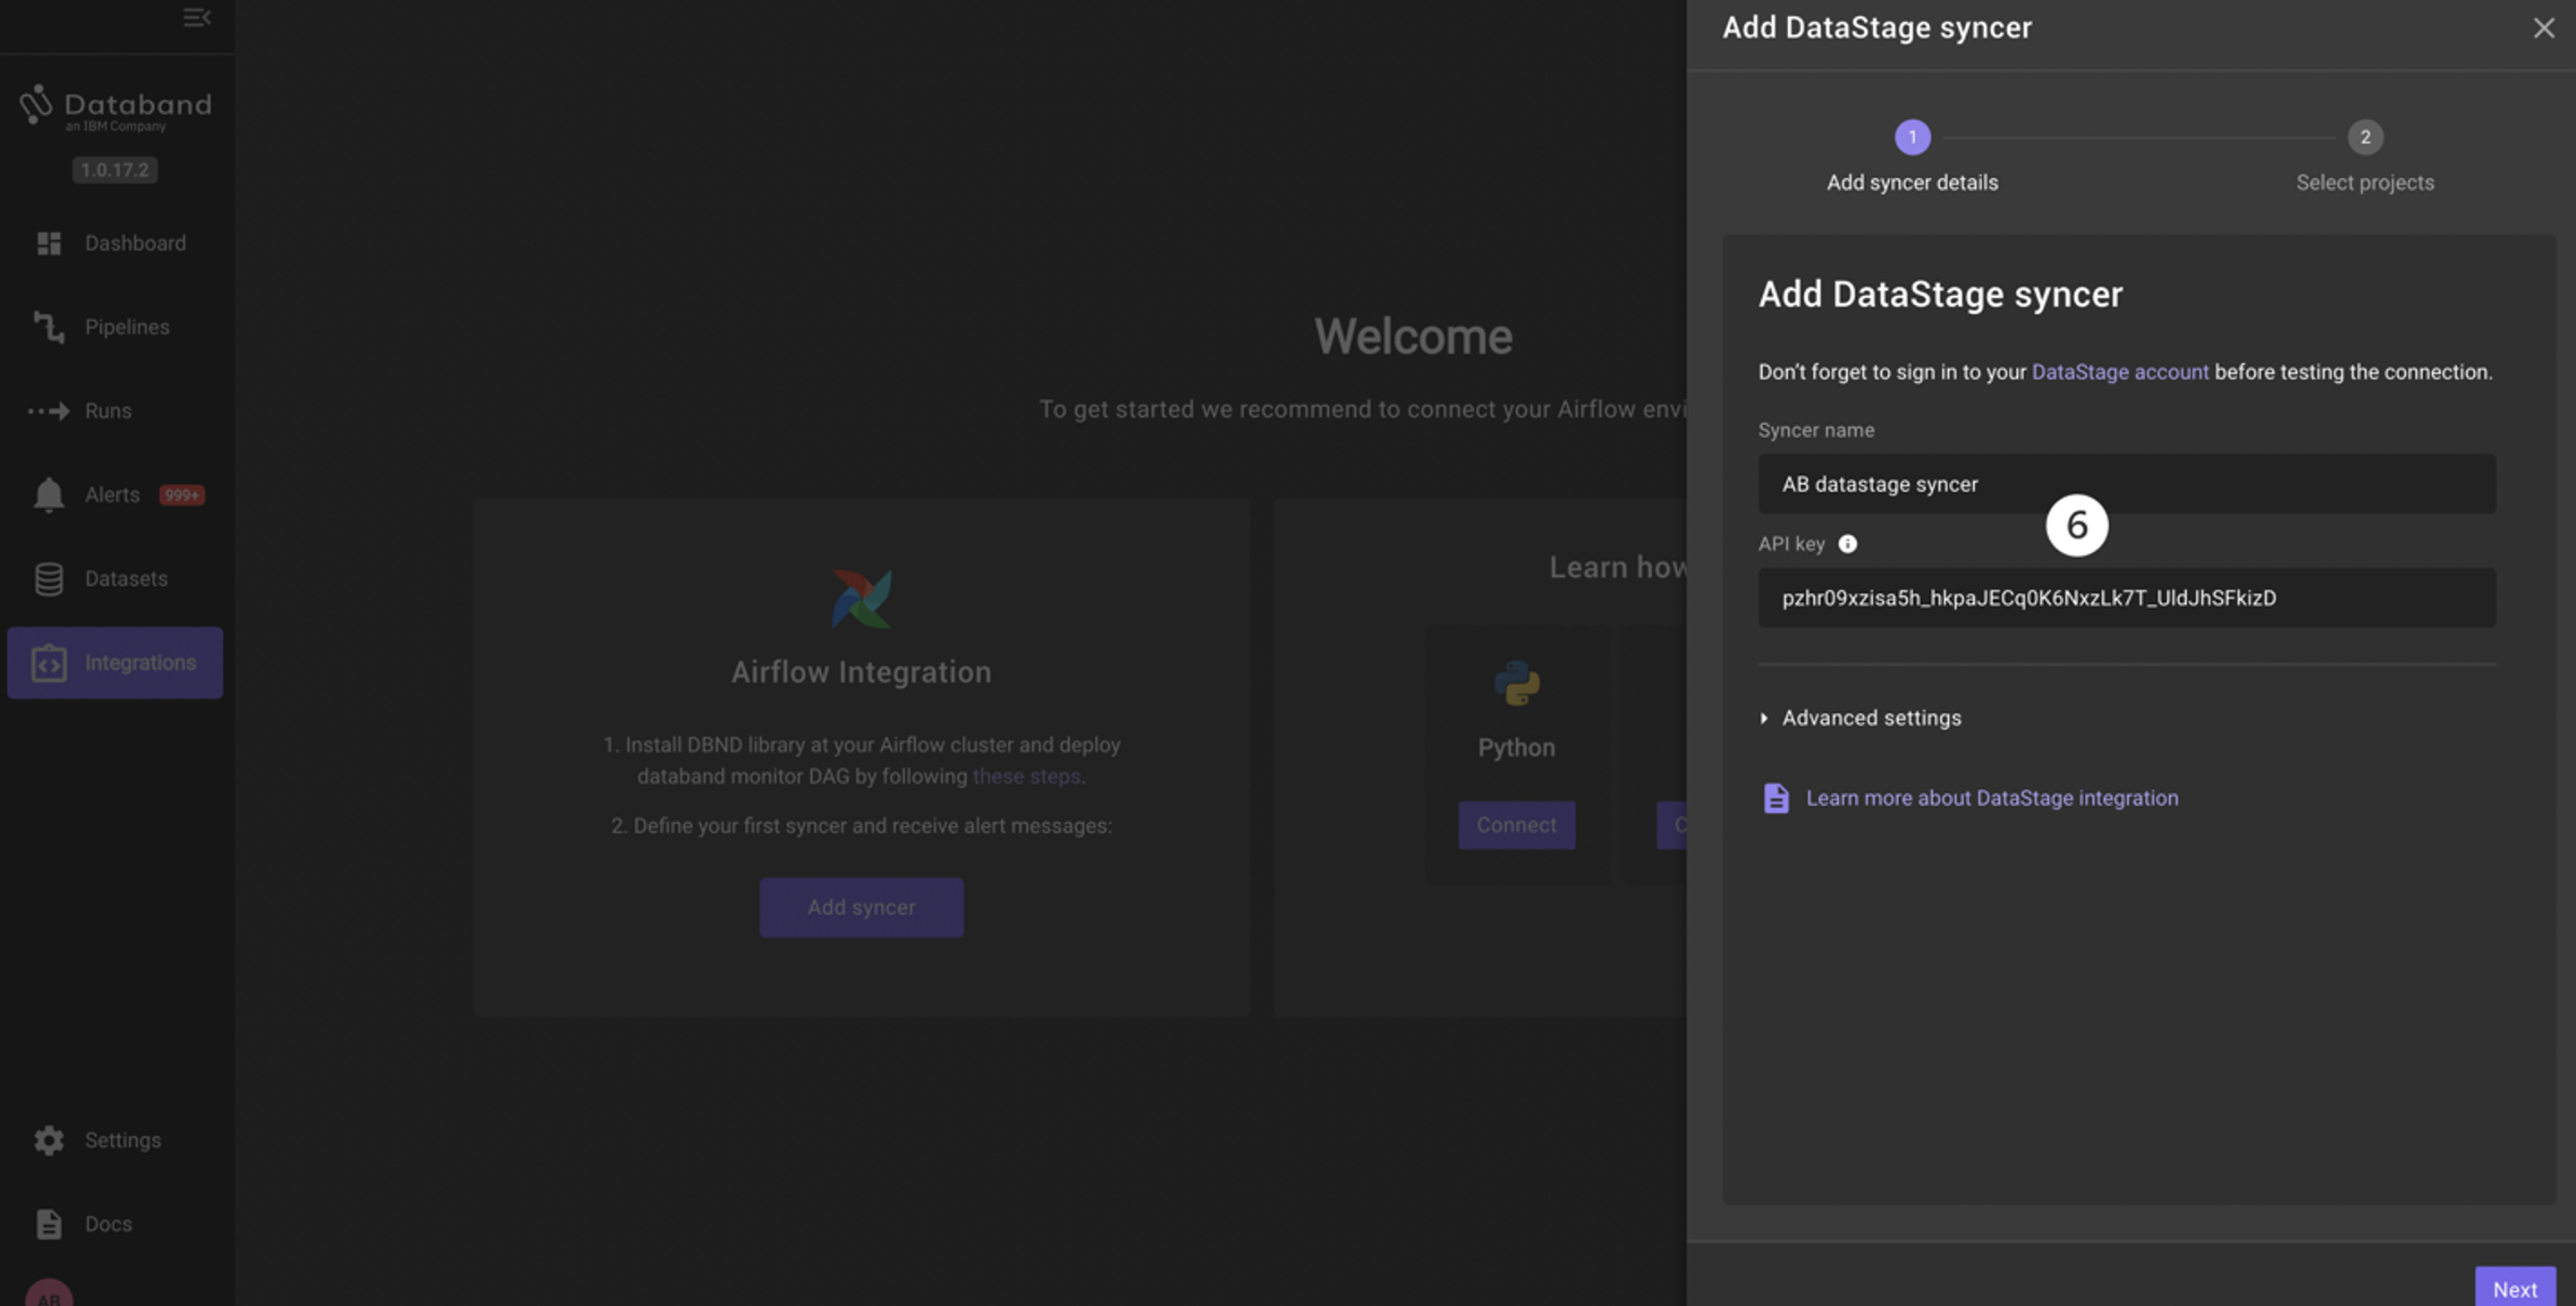 Databand
an IBM Company
1.0.17.2
Dashboard
Pipelines
Runs
Alerts 999+
Datasets
Integrations
Settings
Docs
AB
Welcome
To get started we recommend to connect your Airflow envi
Airflow Integration
1. Install DBND library at your Airflow cluster and deploy
databand monitor DAG by following these steps.
2. Define your first syncer and receive alert messages:
Add syncer
Learn how
Python
Connect
C
Add DataStage syncer
1
2
Add syncer details
Select projects
Add DataStage syncer
Don't forget to sign in to your DataStage account before testing the connection.
Syncer name
AB datastage syncer
6
API key
pzhr09xzisa5h_hkpaJECq0K6NxzLk7T_UldJhSFkizD
Advanced settings
Learn more about DataStage integration
Next